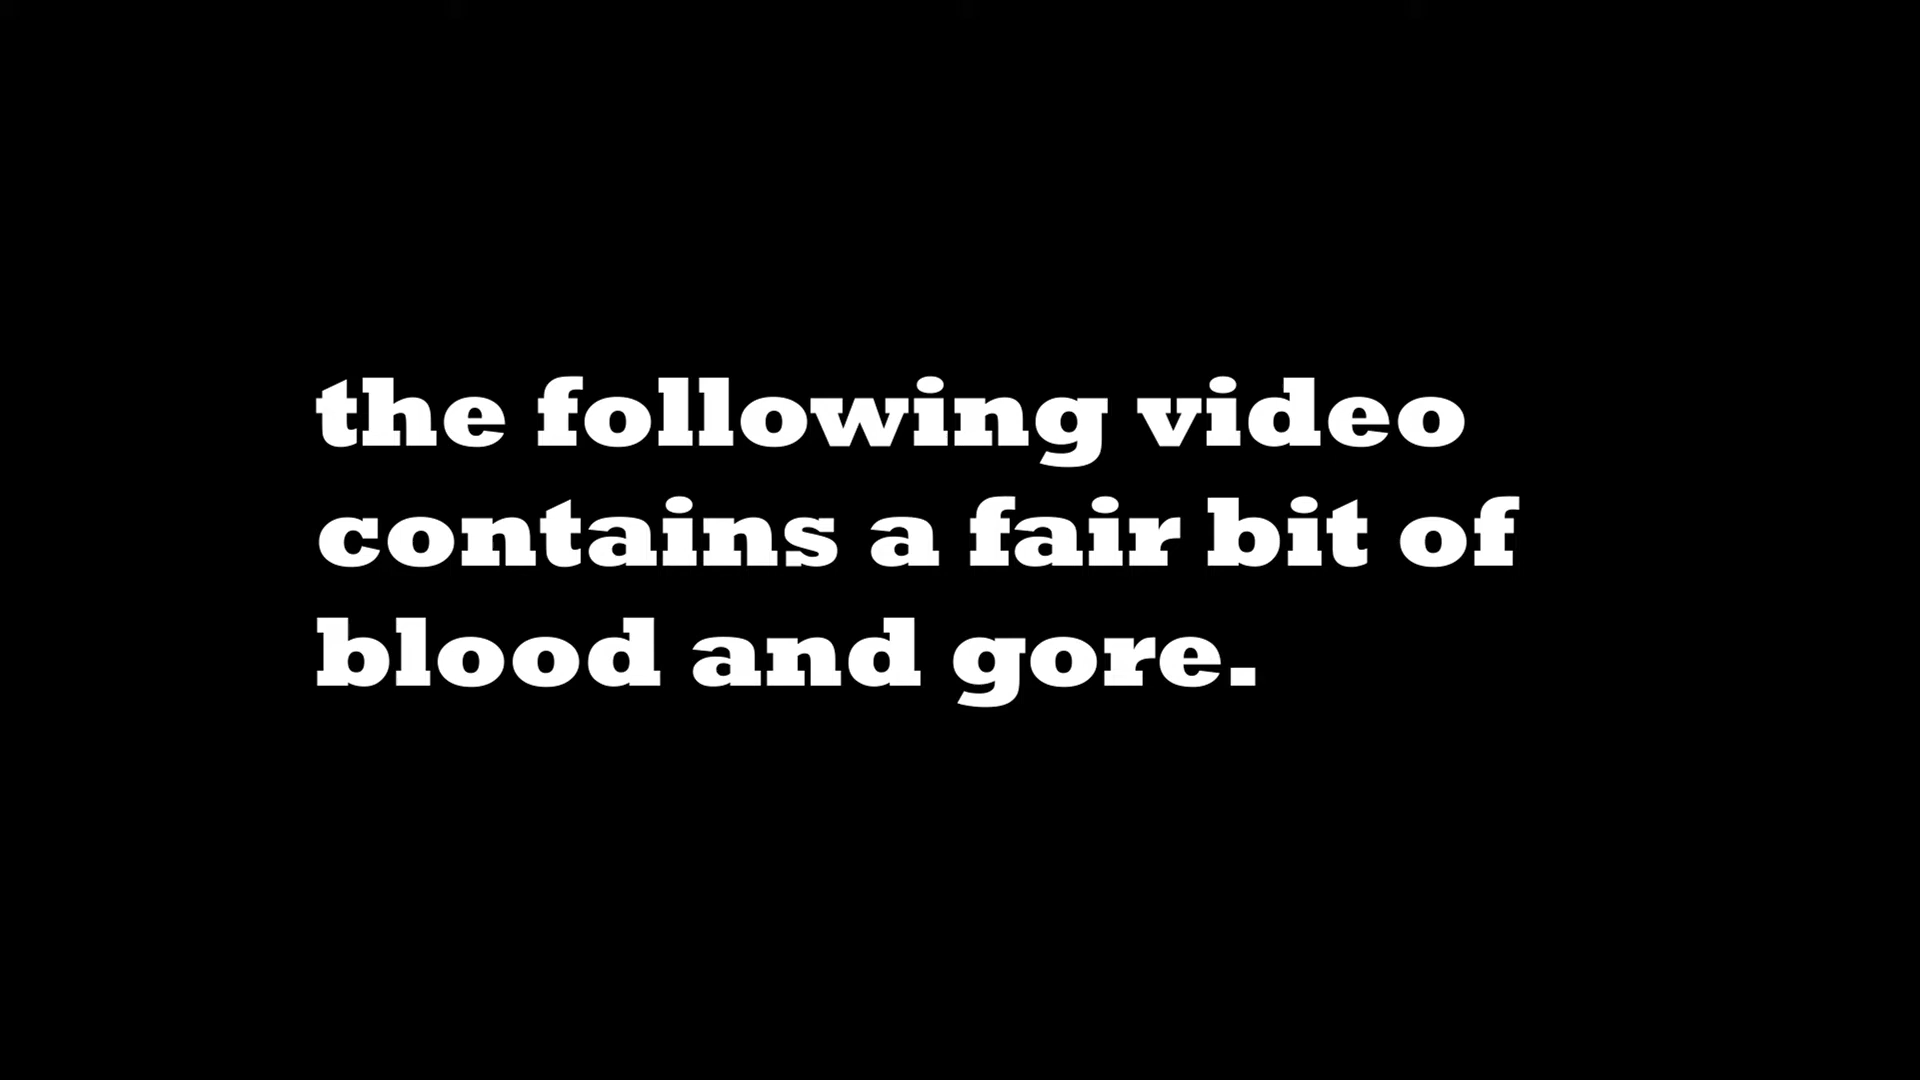 the following video
contains a fair bit of
blood and gore.